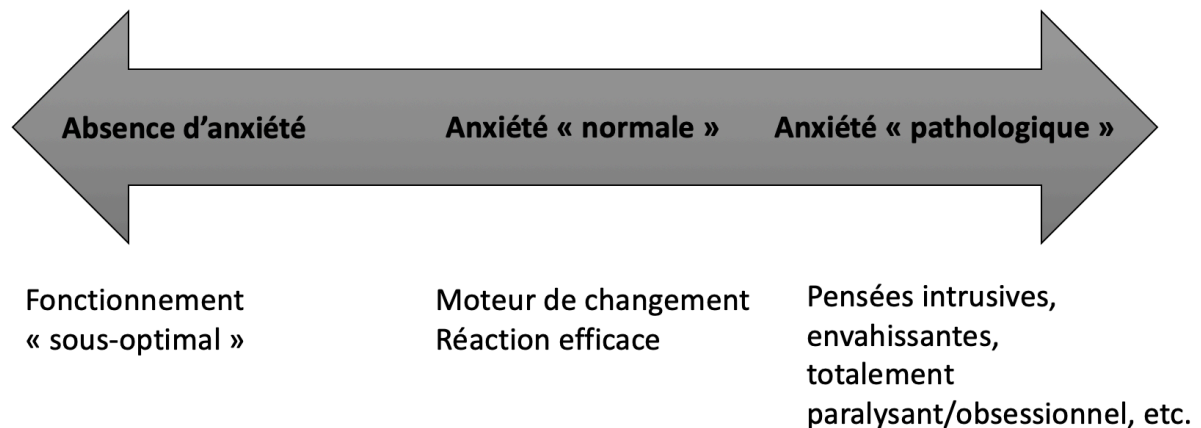 Absence d’anxiété
Anxiété « normale »
Anxiété « pathologique »
Fonctionnement
« sous-optimal »
Moteur de changement
Réaction efficace
Pensées intrusives,
envahissantes,
totalement
paralysant/obsessionnel, etc.